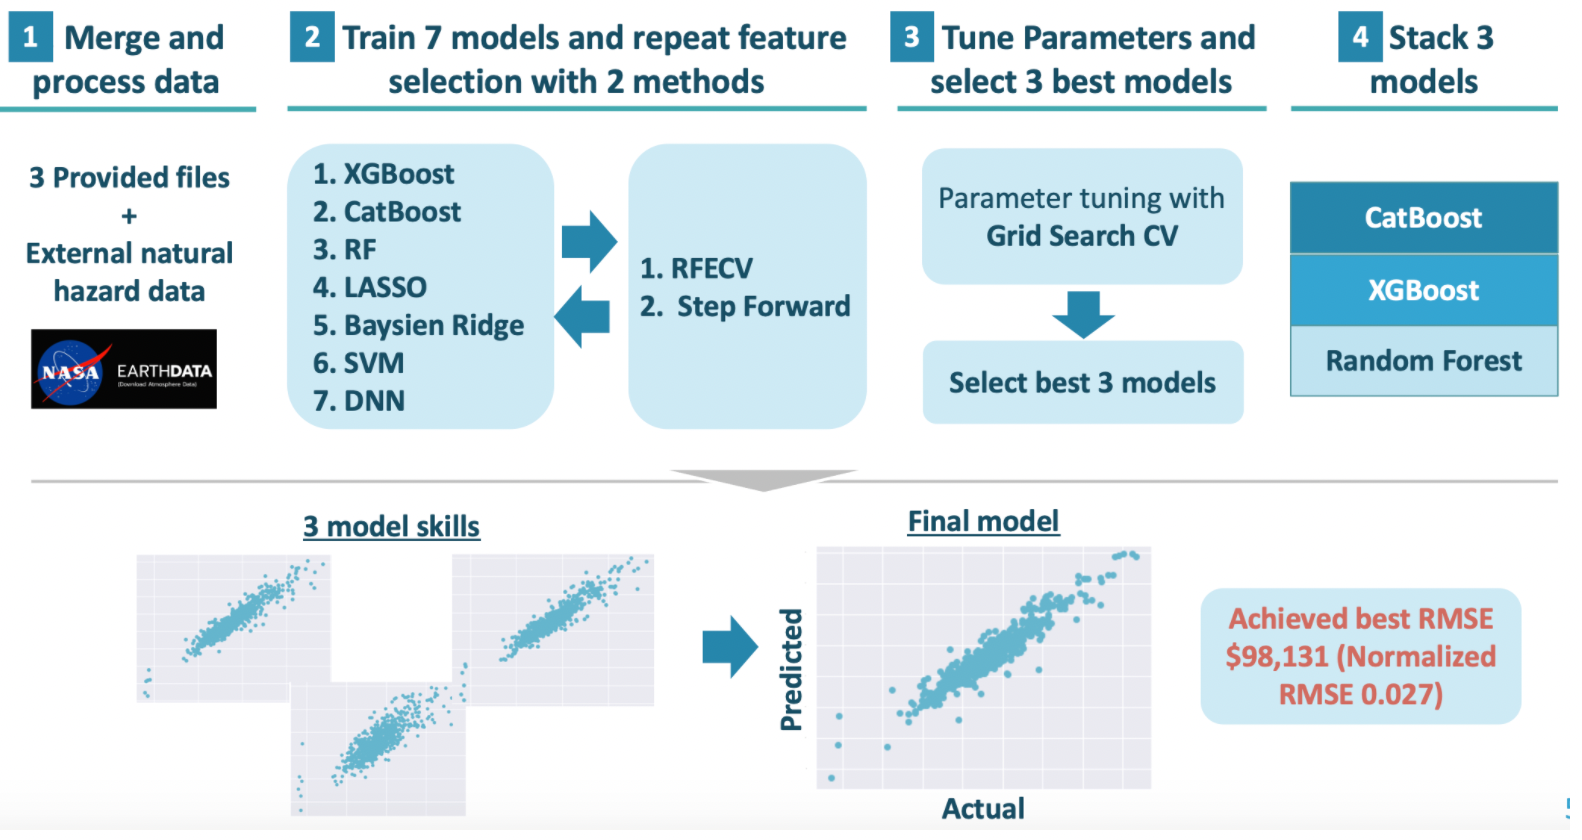 1 Merge and
process data
2 Train 7 models and repeat feature
selection with 2 methods
3 Tune Parameters and
select 3 best models
4 Stack 3
models
3 Provided files
+
External natural
hazard data
NASA EARTHDATA
(Download Atmosphere Data)
1. XGBoost
2. CatBoost
3. RF
4. LASSO
5. Baysien Ridge
6. SVM
7. DNN
1. RFECV
2. Step Forward
Parameter tuning with
Grid Search CV
Select best 3 models
CatBoost
XGBoost
Random Forest
3 model skills
Final model
Predicted
Actual
Achieved best RMSE
$98,131 (Normalized
RMSE 0.027)